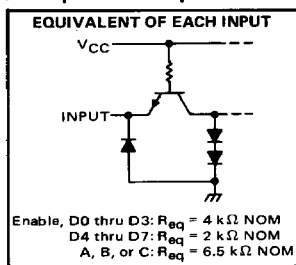 EQUIVALENT OF EACH INPUT
VCC
INPUT
Enable, D0 thru D3: Req = 4 kΩ NOM
D4 thru D7: Req = 2 kΩ NOM
A, B, or C: Req = 6.5 kΩ NOM